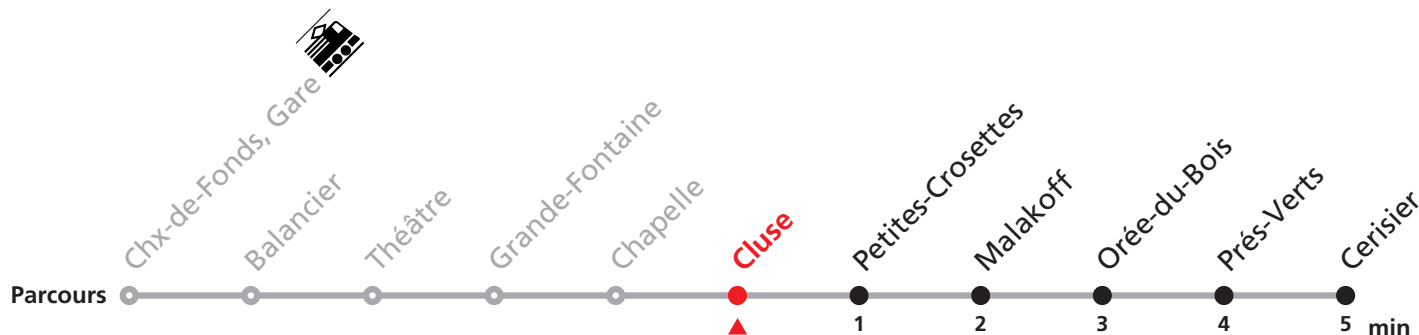 Chx-de-Fonds, Gare
Balancier
Théâtre
Grande-Fontaine
Chapelle
Cluse
Petites-Crosettes
Malakoff
Orée-du-Bois
Prés-Verts
Cerisier
Parcours
1 2 3 4 5 min